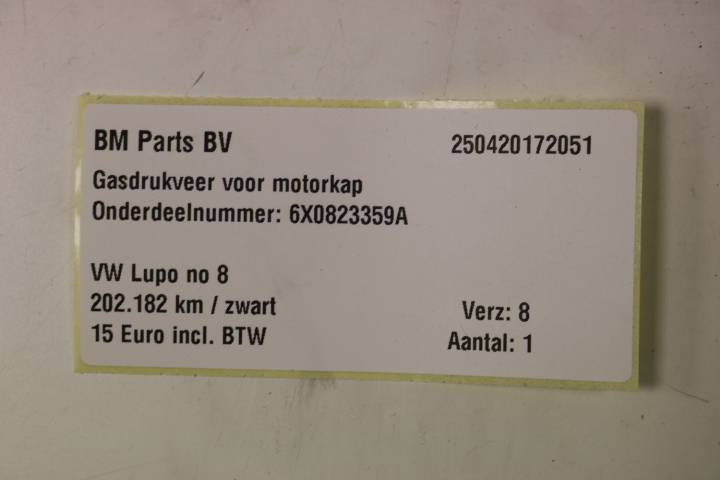 BM Parts BV 250420172051
Gasdrukveer voor motorkap
Onderdeelnummer: 6X0823359A
VW Lupo no 8
202.182 km / zwart Verz: 8
15 Euro incl. BTW Aantal: 1